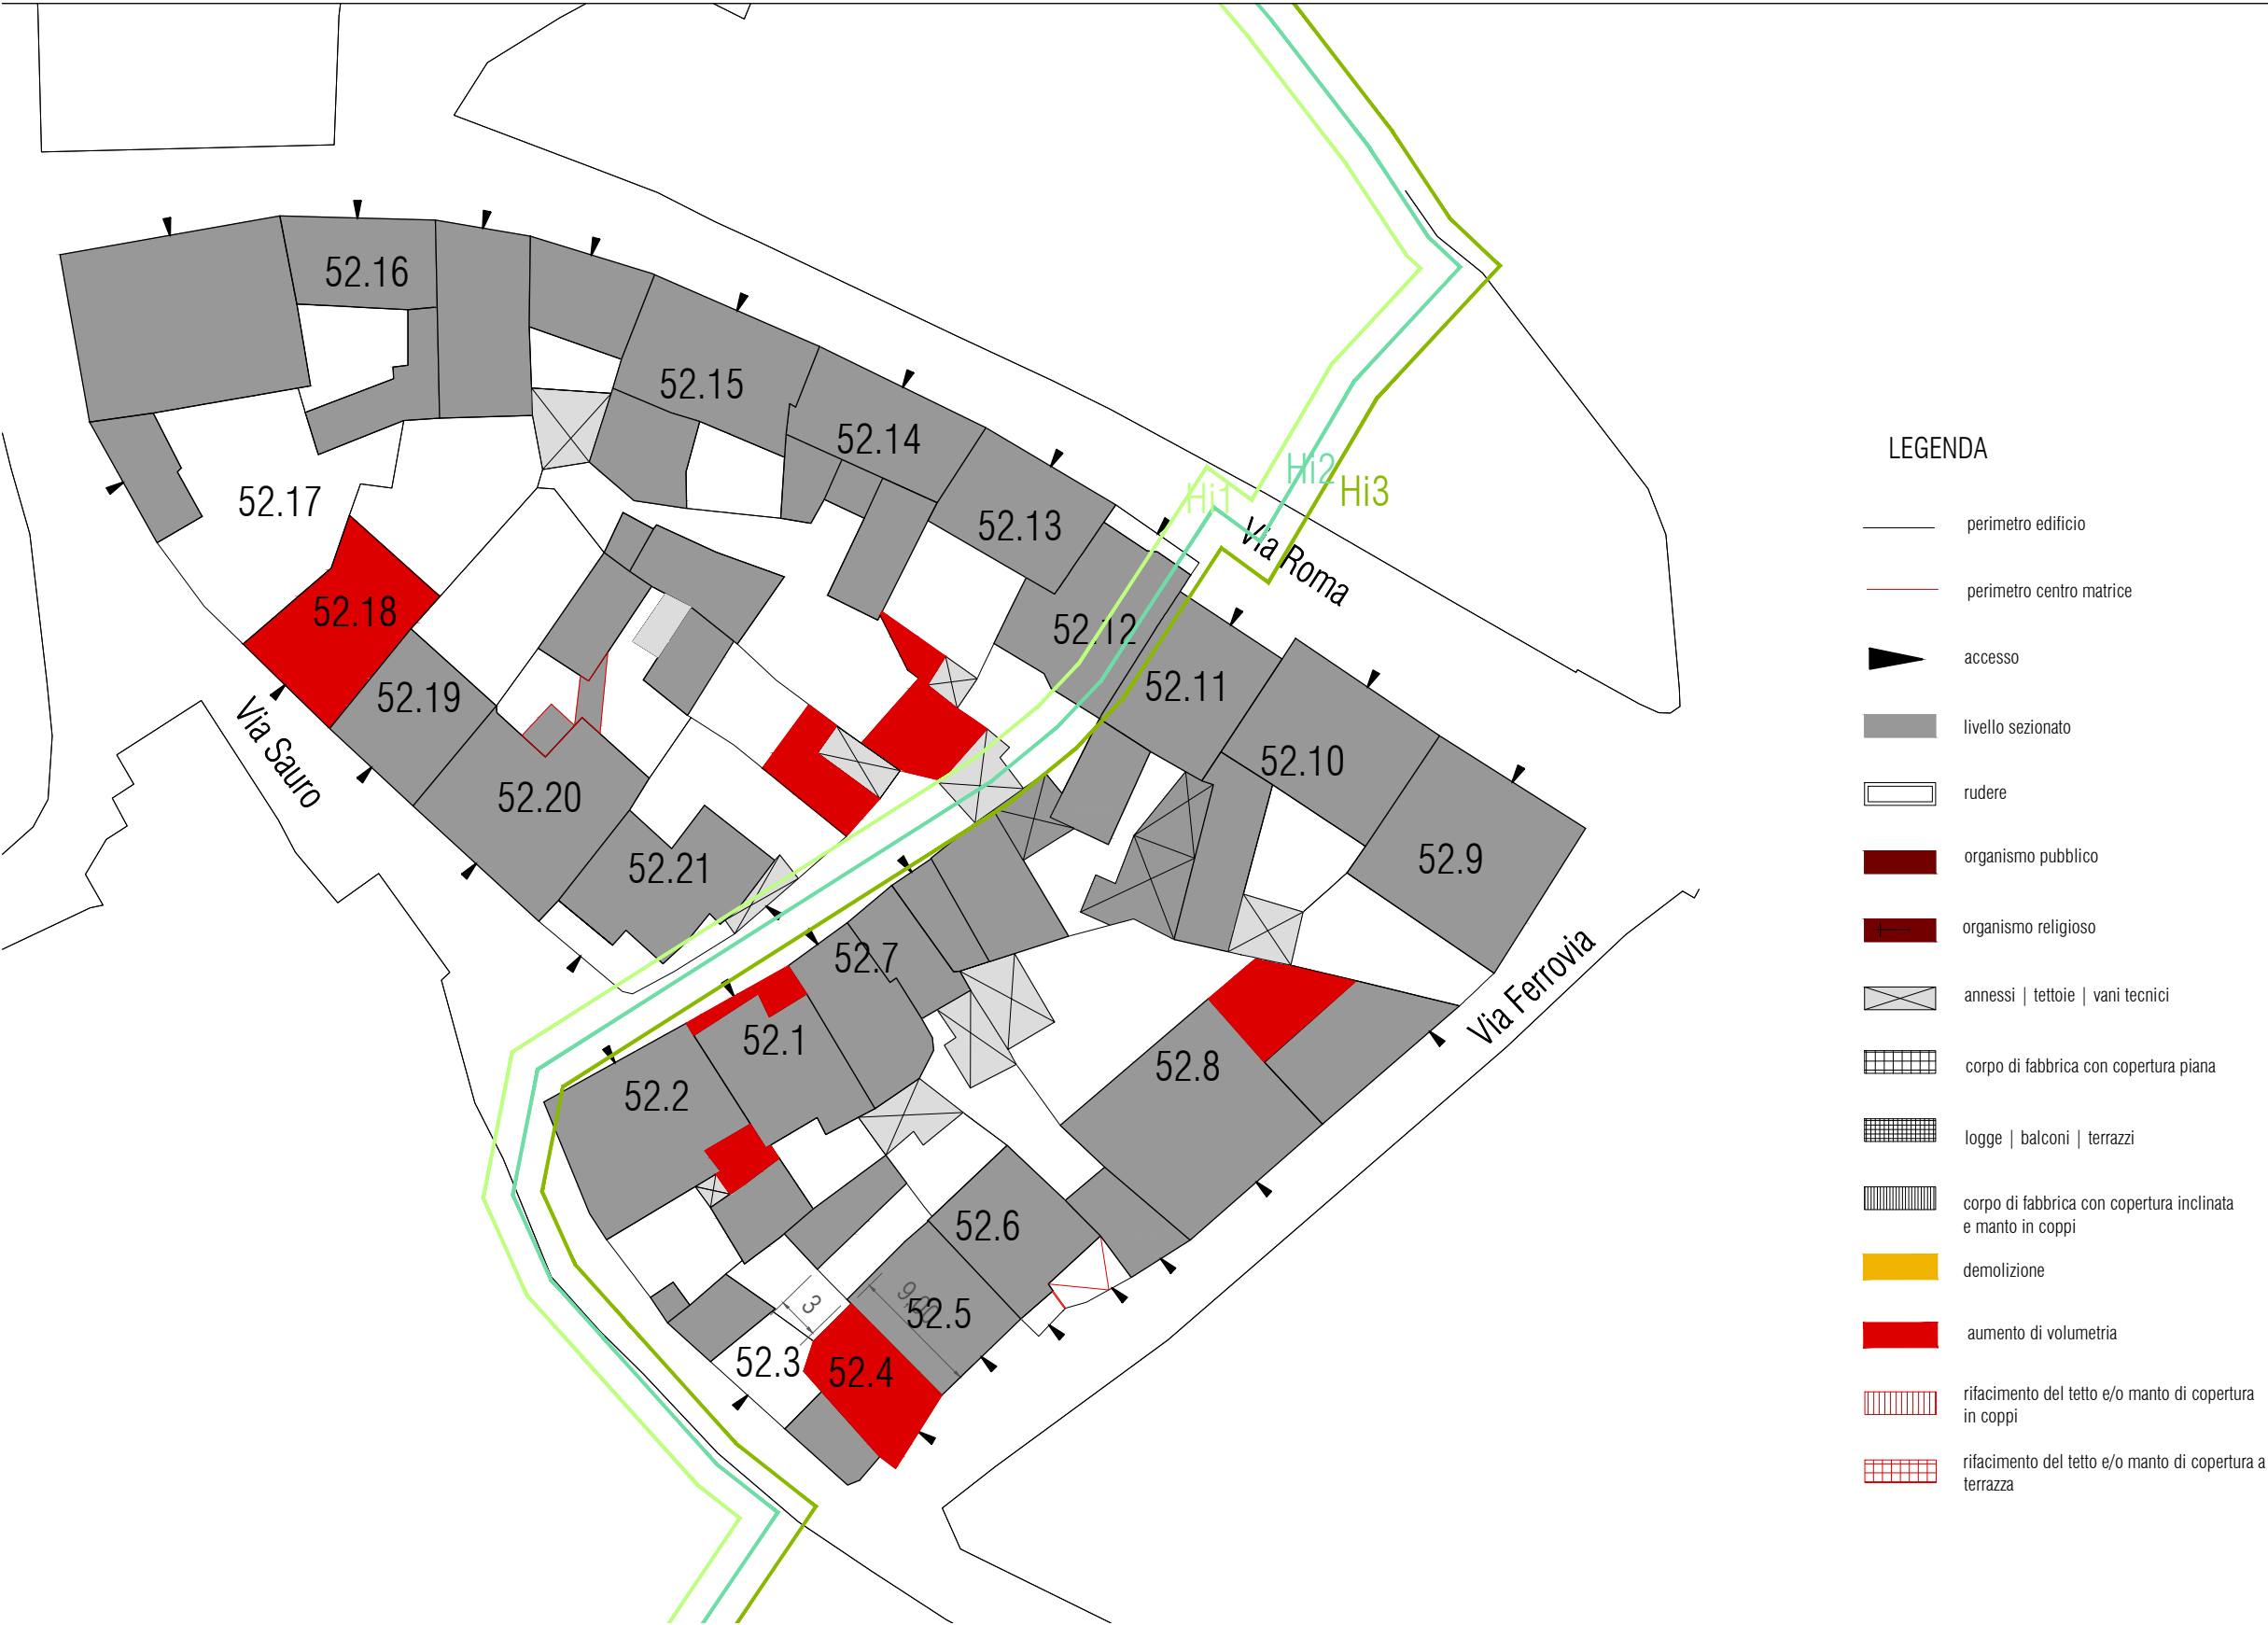 52.16
52.15
52.14
52.17
52.13
Hi1
Hi2
Hi3
Via Roma
52.18
52.12
52.19
52.11
Via Sauro
52.10
52.20
52.21
52.9
52.7
Via Ferrovia
52.1
52.8
52.2
52.6
3
52.5
52.3
52.4
LEGENDA
perimetro edificio
perimetro centro matrice
accesso
livello sezionato
rudere
organismo pubblico
organismo religioso
annessi | tettoie | vani tecnici
corpo di fabbrica con copertura piana
logge | balconi | terrazzi
corpo di fabbrica con copertura inclinata
e manto in coppi
demolizione
aumento di volumetria
rifacimento del tetto e/o manto di copertura
in coppi
rifacimento del tetto e/o manto di copertura a
terrazza